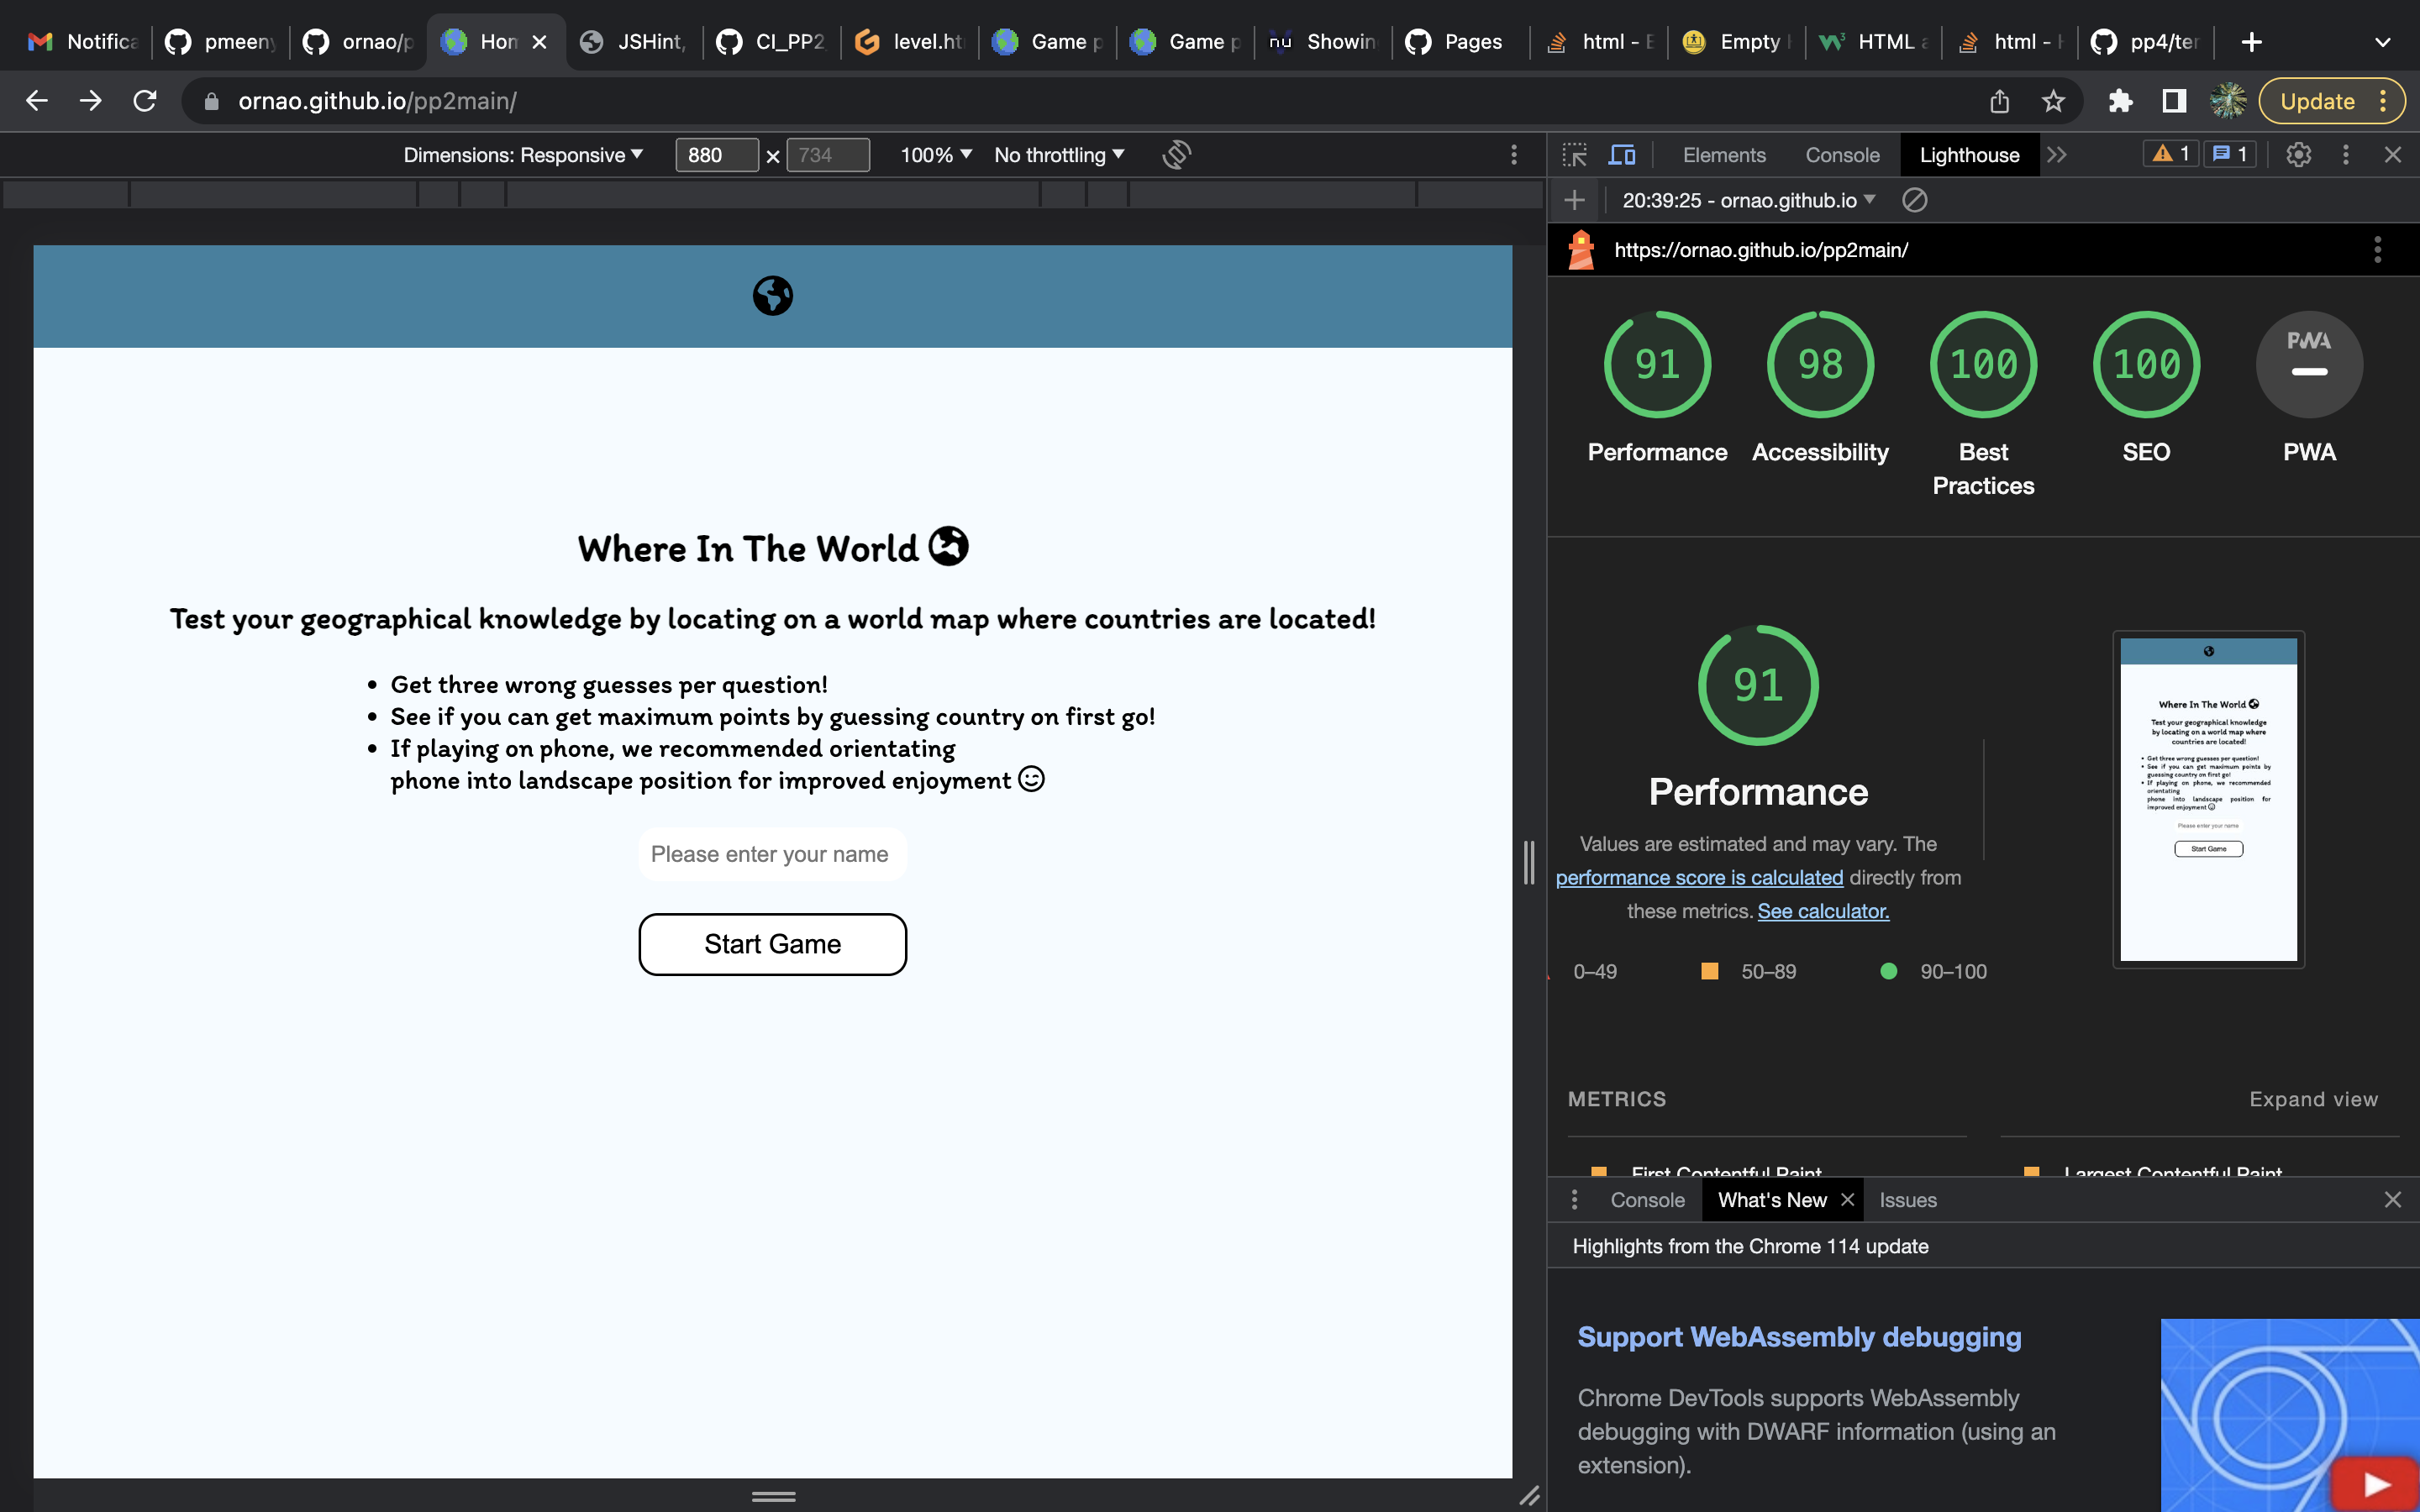 Notifica
pmeeny
ornao/p
Hom
JSHint,
CI_PP2
level.ht
Game p
Game p
nu Showin
Pages
html - E
Empty
HTML a
html - H
pp4/ter
ornao.github.io/pp2main/
Update
Dimensions: Responsive 880 × 734 100% No throttling
Elements Console Lighthouse 1 1
20:39:25 - ornao.github.io
https://ornao.github.io/pp2main/
91 98 100 100 PWA
Performance Accessibility Best Practices SEO PWA
Where In The World
Test your geographical knowledge by locating on a world map where countries are located!
• Get three wrong guesses per question!
• See if you can get maximum points by guessing country on first go!
• If playing on phone, we recommended orientating
phone into landscape position for improved enjoyment
Please enter your name
Start Game
91
Performance
Values are estimated and may vary. The
performance score is calculated directly from
these metrics. See calculator.
0–49 50–89 90–100
Where In The World
Test your geographical knowledge
by locating on a world map where
countries are located!
• Get three wrong guesses per question!
• See if you can get maximum points by
guessing country on first go!
• If playing on phone, we recommended
orientating
phone into landscape position for
improved enjoyment
Please enter your name
Start Game
METRICS Expand view
First Contentful Paint Largest Contentful Paint
Console What's New Issues
Highlights from the Chrome 114 update
Support WebAssembly debugging
Chrome DevTools supports WebAssembly
debugging with DWARF information (using an
extension).